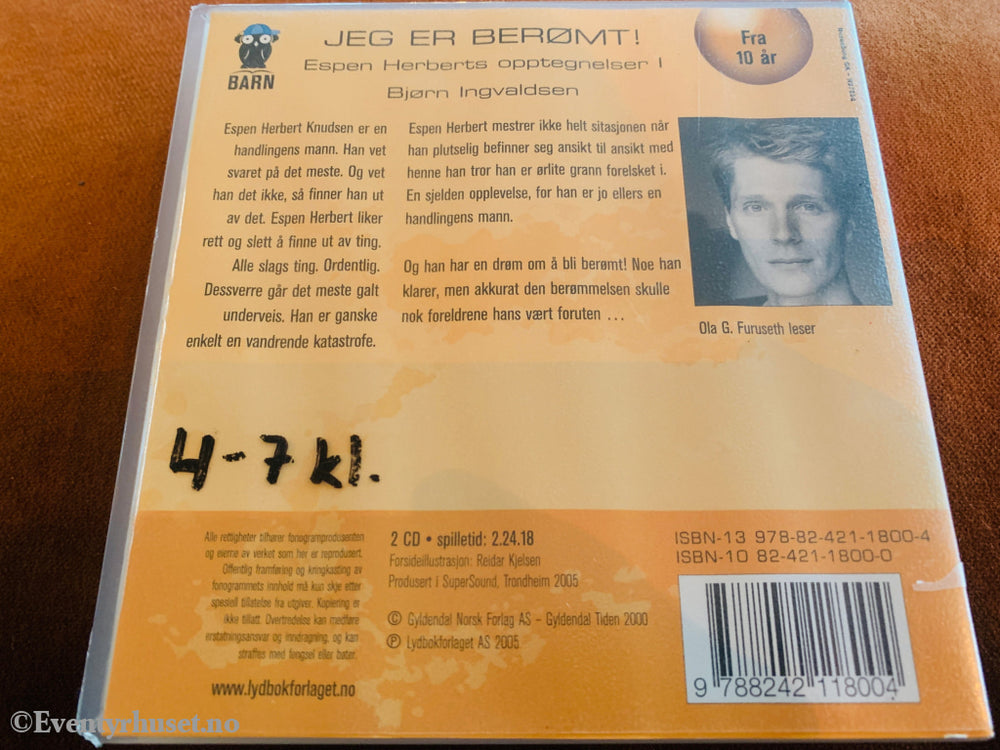 JEG ER BERØMT!
Espen Herberts opptegnelser I
Bjørn Ingvaldsen
BARN
Fra
10 år
Espen Herbert Knudsen er en
handlingens mann. Han vet
svaret på det meste. Og vet
han det ikke, så finner han ut
av det. Espen Herbert liker
rett og slett å finne ut av ting.
Alle slags ting. Ordentlig.
Dessverre går det meste galt
underveis. Han er ganske
enkelt en vandrende katastrofe.
Espen Herbert mestrer ikke helt sitasjonen når
han plutselig befinner seg ansikt til ansikt med
henne han tror han er ørlite grann forelsket i.
En sjelden opplevelse, for han er jo ellers en
handlingens mann.
Og han har en drøm om å bli berømt! Noe han
klarer, men akkurat den berømmelsen skulle
nok foreldrene hans vært foruten ...
Ola G. Furuseth leser
4-7 kl.
Alle rettigheter tilhører fonogramprodusenten
og eierne av verket som her er reprodusert.
Offentlig framføring og kringkasting av
fonogrammets innhold må kun skje etter
spesiell tillatelse fra utgiver. Kopiering er
ikke tillatt. Overtredelse kan medføre
erstatningsansvar og inndragning, og kan
straffes med fengsel eller bøter.
www.lydbokforlaget.no
2 CD • spilletid: 2.24.18
Forsideillustrasjon: Reidar Kjelsen
Produsert i SuperSound, Trondheim 2005
© Gyldendal Norsk Forlag AS – Gyldendal Tiden 2000
℗ Lydbokforlaget AS 2005
ISBN-13 978-82-421-1800-4
ISBN-10 82-421-1800-0
9 788242 118004
©Eventyrhuset.no